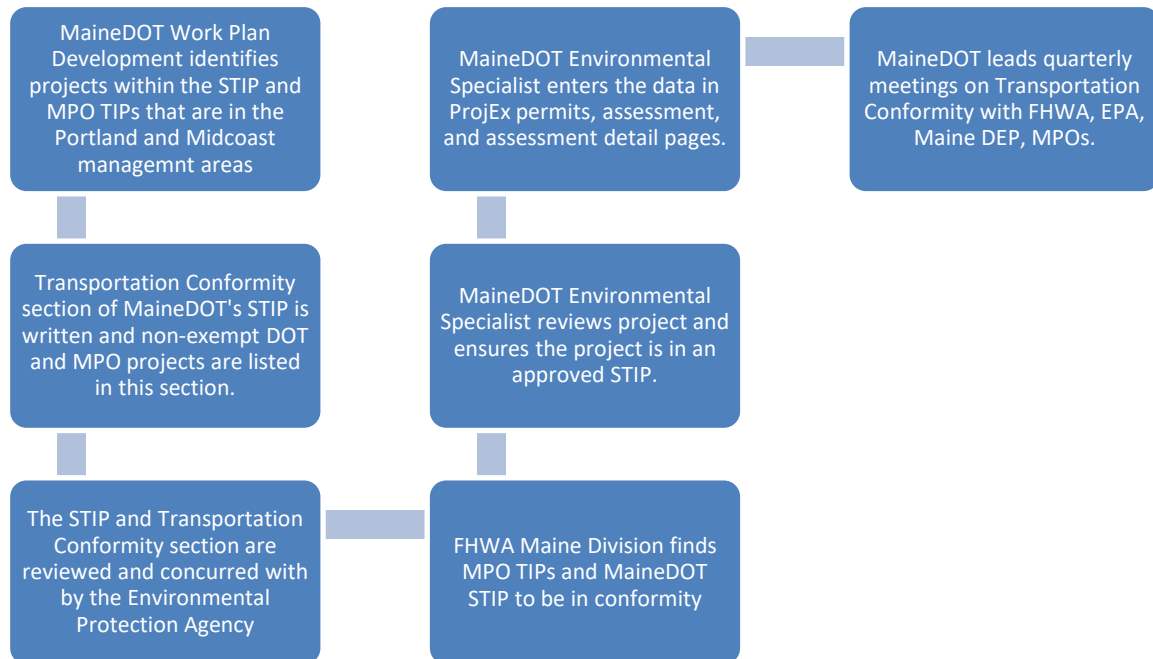 MaineDOT Work Plan
Development identifies
projects within the STIP and
MPO TIPs that are in the
Portland and Midcoast
managemnt areas
Transportation Conformity
section of MaineDOT's STIP is
written and non-exempt DOT
and MPO projects are listed
in this section.
The STIP and Transportation
Conformity section are
reviewed and concurred with
by the Environmental
Protection Agency
FHWA Maine Division finds
MPO TIPs and MaineDOT
STIP to be in conformity
MaineDOT Environmental
Specialist reviews project and
ensures the project is in an
approved STIP.
MaineDOT Environmental
Specialist enters the data in
ProjEx permits, assessment,
and assessment detail pages.
MaineDOT leads quarterly
meetings on Transportation
Conformity with FHWA, EPA,
Maine DEP, MPOs.